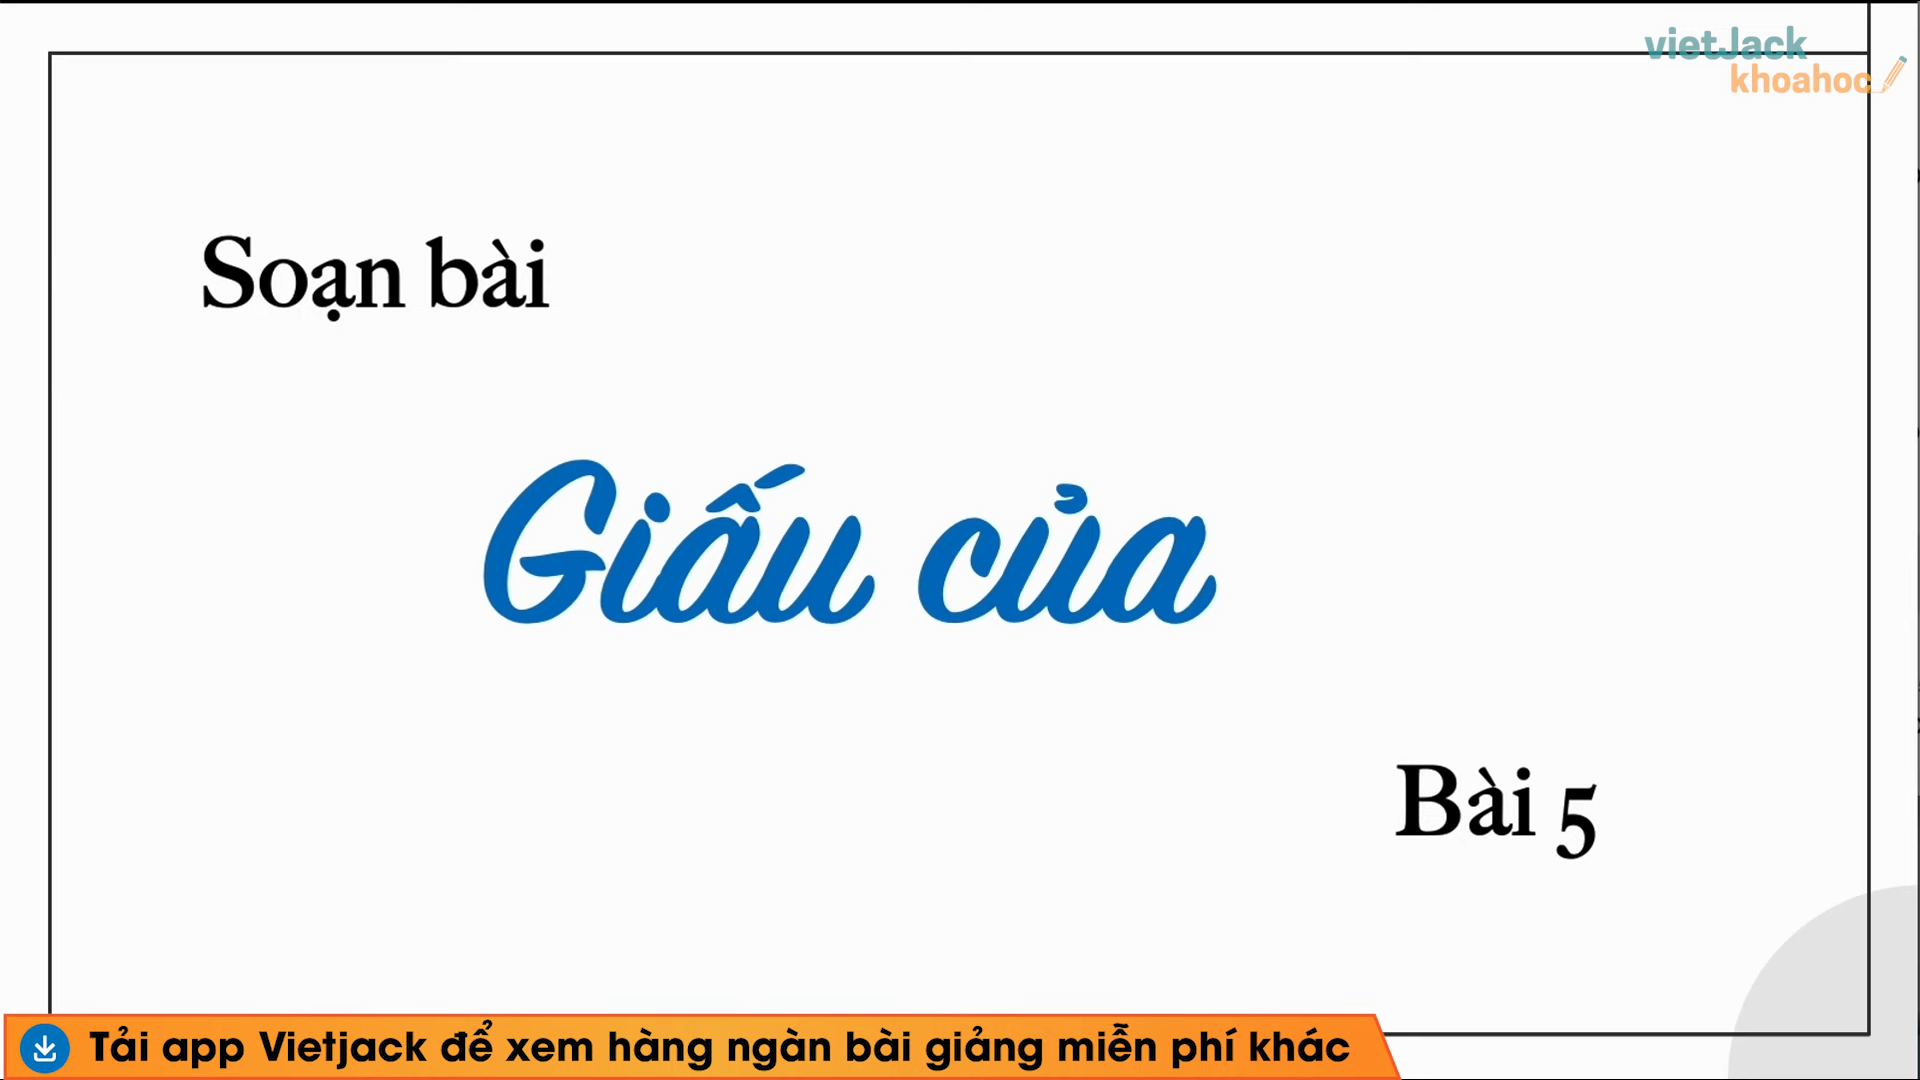 vietJack
khoahoc
Soạn bài
Giấu của
Bài 5
Tải app Vietjack để xem hàng ngàn bài giảng miễn phí khác